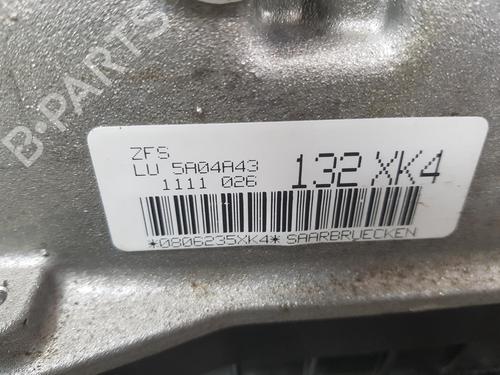 B-PARTS
ZFS
LU 5A04A43
1111 026 132 XK4
*0806235XK4* SAARBRUECKEN